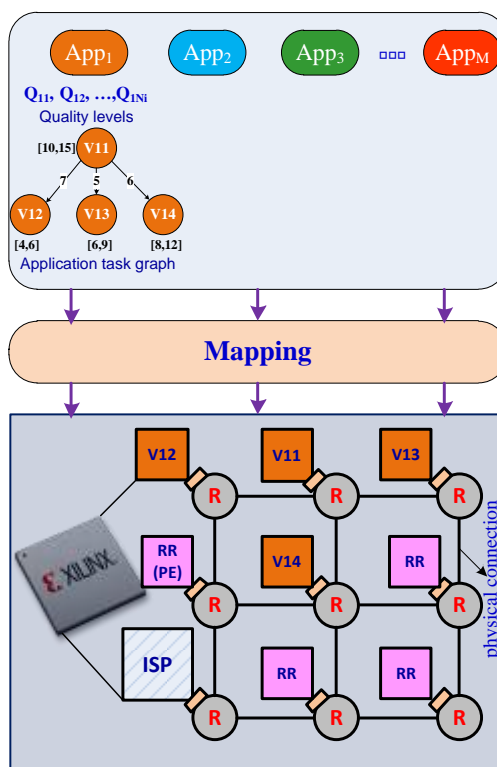 App1 App2 App3 AppM
Q11, Q12, ...,Q1Ni
Quality levels
[10,15] V11
7 5 6
V12 V13 V14
[4,6] [6,9] [8,12]
Application task graph
Mapping
V12 V11 V13
R R R
RR
(PE)
V14 RR
XILINX
R R R
physical connection
ISP RR RR
R R R